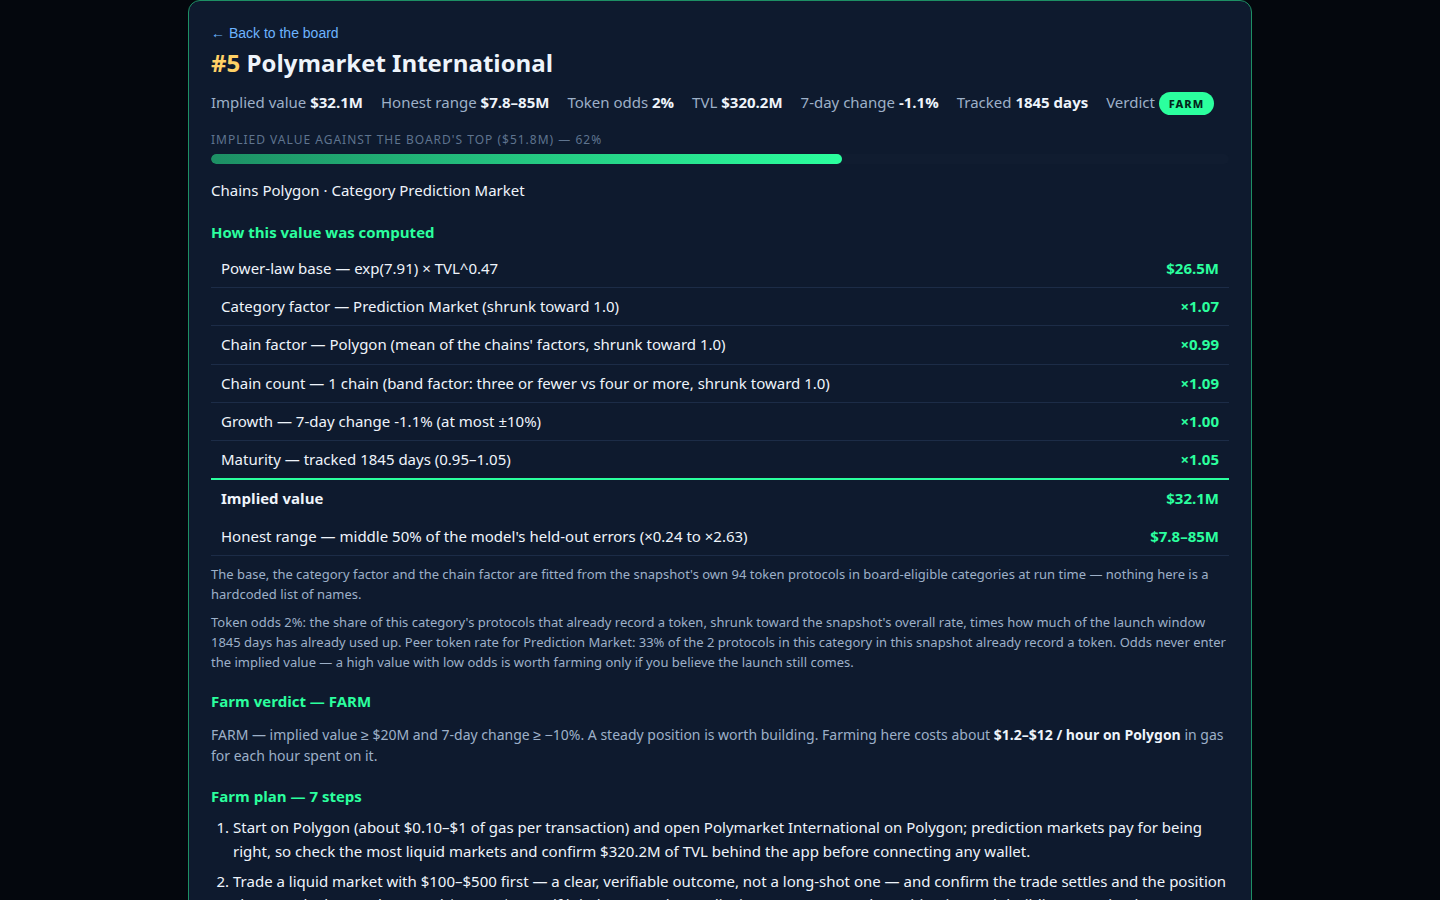 ← Back to the board
#5 Polymarket International
Implied value $32.1M Honest range $7.8–85M Token odds 2% TVL $320.2M 7-day change -1.1% Tracked 1845 days Verdict FARM
IMPLIED VALUE AGAINST THE BOARD'S TOP ($51.8M) — 62%
Chains Polygon · Category Prediction Market
How this value was computed
Power-law base — exp(7.91) × TVL^0.47 $26.5M
Category factor — Prediction Market (shrunk toward 1.0) ×1.07
Chain factor — Polygon (mean of the chains' factors, shrunk toward 1.0) ×0.99
Chain count — 1 chain (band factor: three or fewer vs four or more, shrunk toward 1.0) ×1.09
Growth — 7-day change -1.1% (at most ±10%) ×1.00
Maturity — tracked 1845 days (0.95–1.05) ×1.05
Implied value $32.1M
Honest range — middle 50% of the model's held-out errors (×0.24 to ×2.63) $7.8–85M
The base, the category factor and the chain factor are fitted from the snapshot's own 94 token protocols in board-eligible categories at run time — nothing here is a
hardcoded list of names.
Token odds 2%: the share of this category's protocols that already record a token, shrunk toward the snapshot's overall rate, times how much of the launch window
1845 days has already used up. Peer token rate for Prediction Market: 33% of the 2 protocols in this category in this snapshot already record a token. Odds never enter
the implied value — a high value with low odds is worth farming only if you believe the launch still comes.
Farm verdict — FARM
FARM — implied value ≥ $20M and 7-day change ≥ −10%. A steady position is worth building. Farming here costs about $1.2–$12 / hour on Polygon in gas
for each hour spent on it.
Farm plan — 7 steps
1. Start on Polygon (about $0.10–$1 of gas per transaction) and open Polymarket International on Polygon; prediction markets pay for being
right, so check the most liquid markets and confirm $320.2M of TVL behind the app before connecting any wallet.
2. Trade a liquid market with $100–$500 first — a clear, verifiable outcome, not a long-shot one — and confirm the trade settles and the position